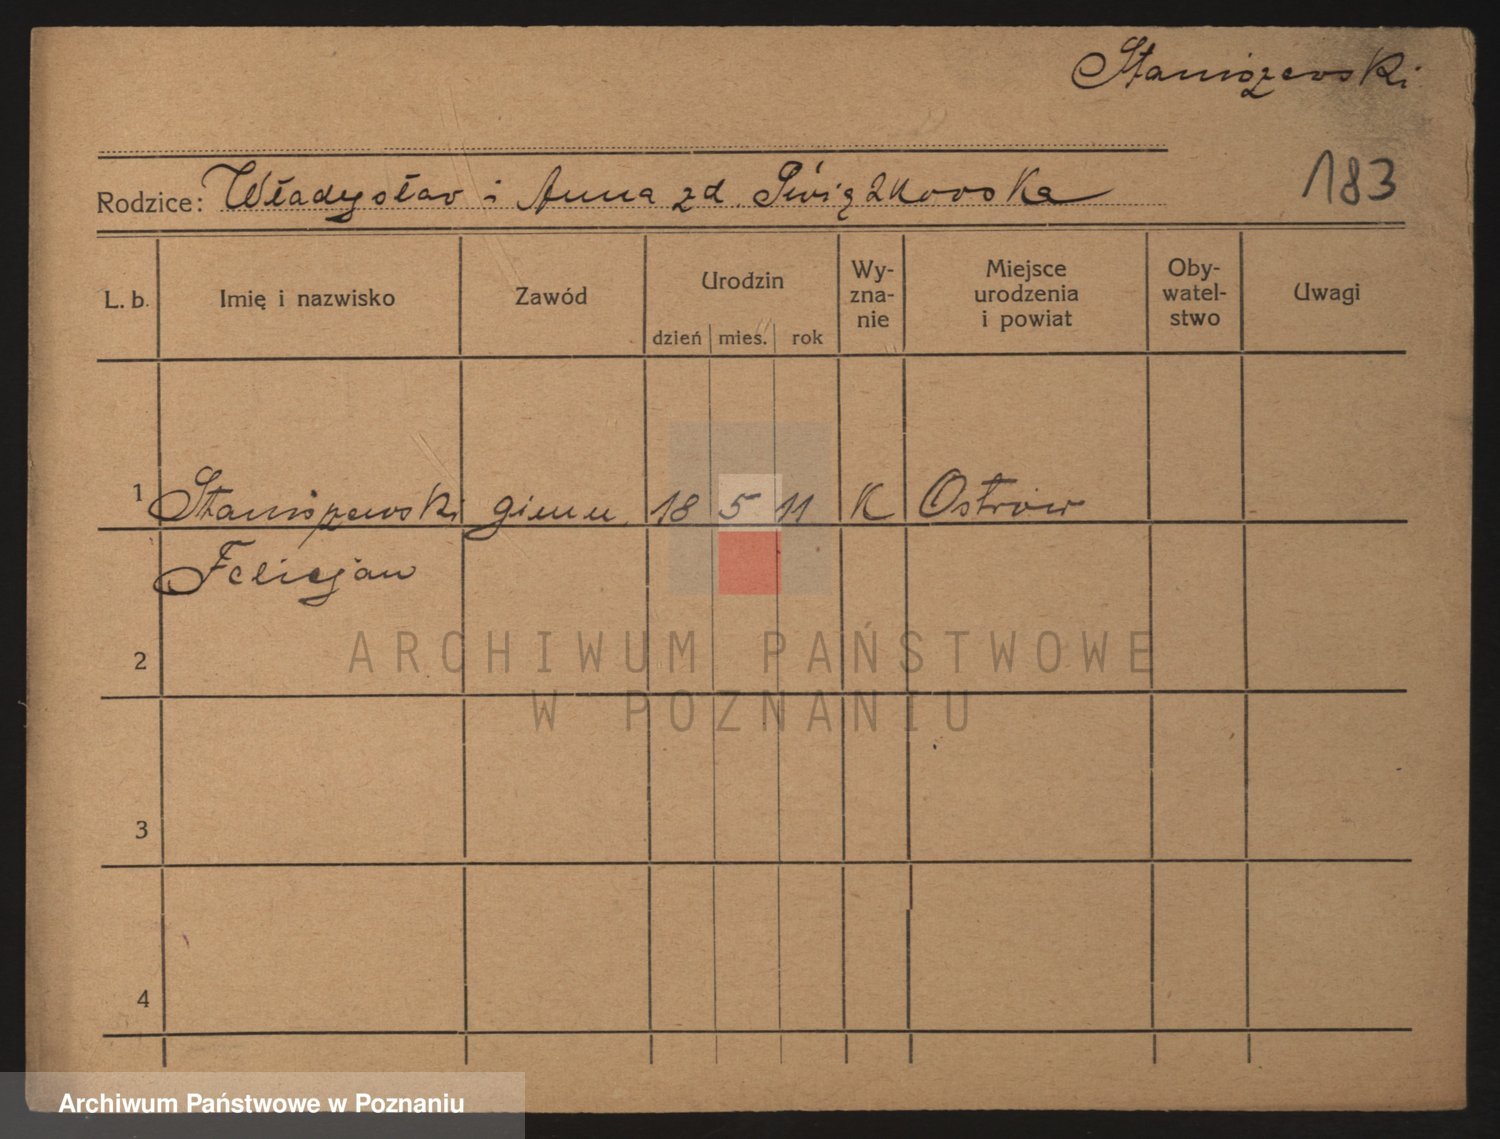 Staniszewski
183
Rodzice: Władysław i Anna zd. Świątkowska
L. b. Imię i nazwisko Zawód Urodzin dzień mies. rok Wy-zna-nie Miejsce urodzenia i powiat Oby-watel-stwo Uwagi
1 Staniszewski gimn. 18 5 11 K Ostrów
Felicjan
2
ARCHIWUM PAŃSTWOWE
W POZNANIU
3
4
Archiwum Państwowe w Poznaniu